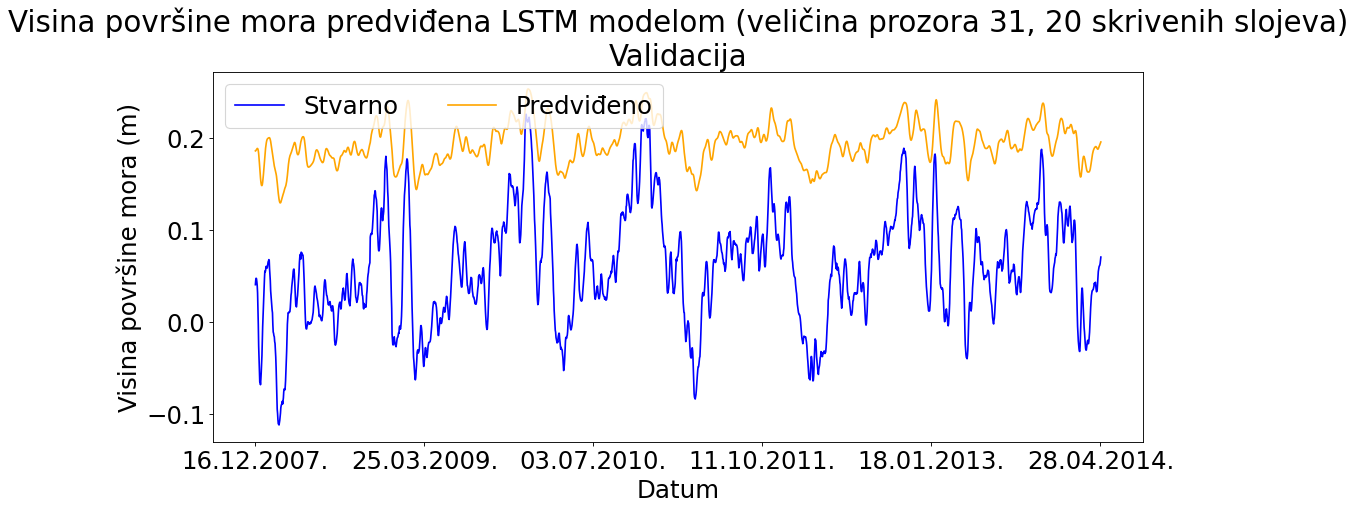 Visina površine mora predviđena LSTM modelom (veličina prozora 31, 20 skrivenih slojeva)
Validacija
Stvarno
Predviđeno
Visina površine mora (m)
0.2
0.1
0.0
−0.1
16.12.2007.
25.03.2009.
03.07.2010.
11.10.2011.
18.01.2013.
28.04.2014.
Datum